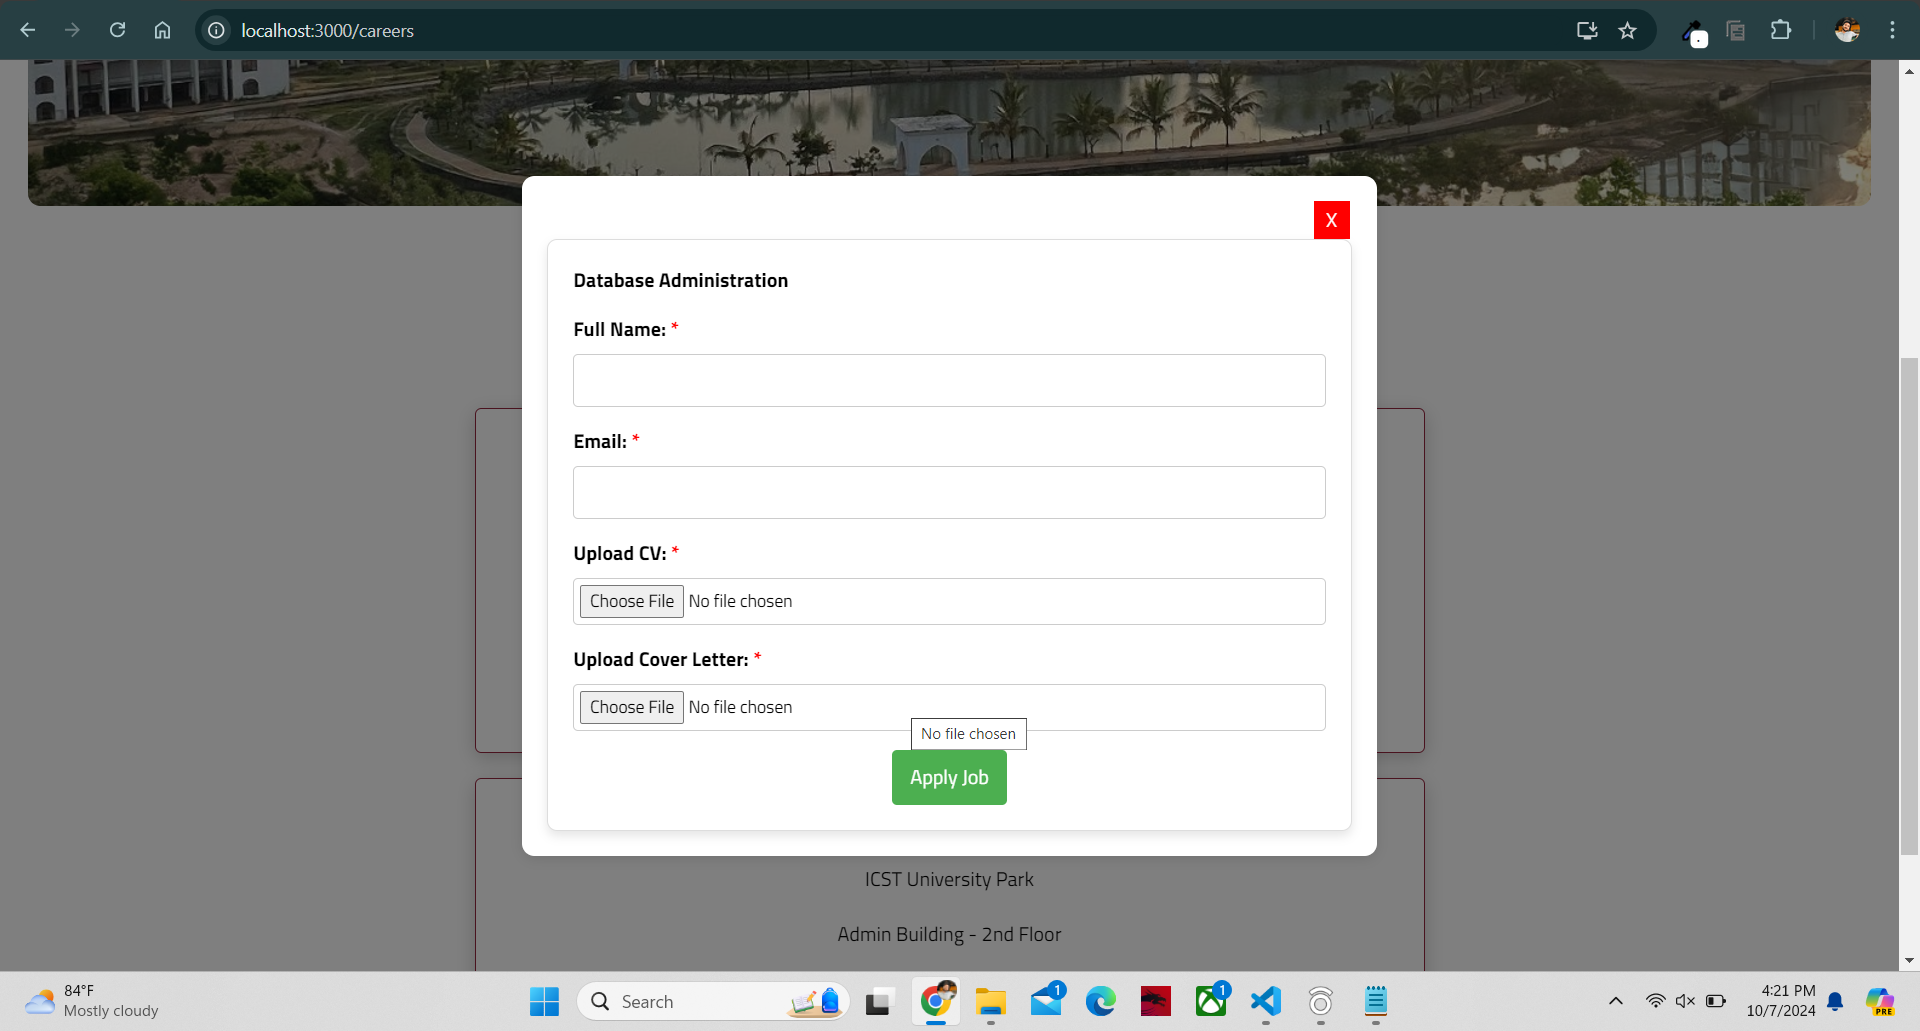 localhost:3000/careers
X
Database Administration
Full Name: *
Email: *
Upload CV: *
Choose File No file chosen
Upload Cover Letter: *
Choose File No file chosen
No file chosen
Apply Job
ICST University Park
Admin Building - 2nd Floor
84°F
Mostly cloudy
Search
1
1
4:21 PM
10/7/2024
PRE